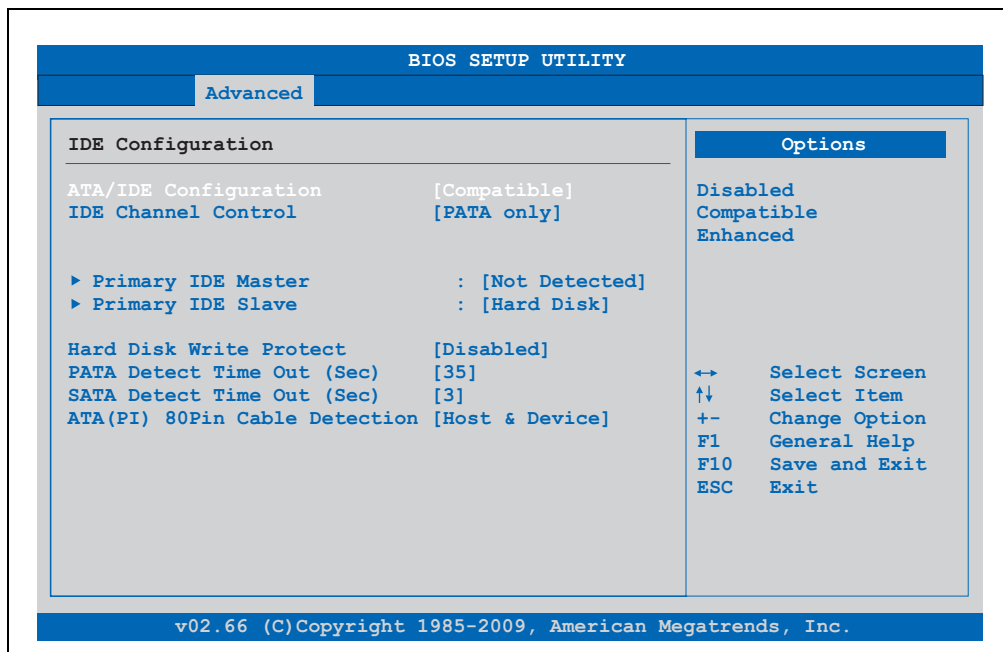 BIOS SETUP UTILITY
Advanced
IDE Configuration
ATA/IDE Configuration [Compatible]
IDE Channel Control [PATA only]
▶ Primary IDE Master : [Not Detected]
▶ Primary IDE Slave : [Hard Disk]
Hard Disk Write Protect [Disabled]
PATA Detect Time Out (Sec) [35]
SATA Detect Time Out (Sec) [3]
ATA(PI) 80Pin Cable Detection [Host & Device]
Options
Disabled
Compatible
Enhanced
↔ Select Screen
↑↓ Select Item
+- Change Option
F1 General Help
F10 Save and Exit
ESC Exit
v02.66 (C)Copyright 1985-2009, American Megatrends, Inc.